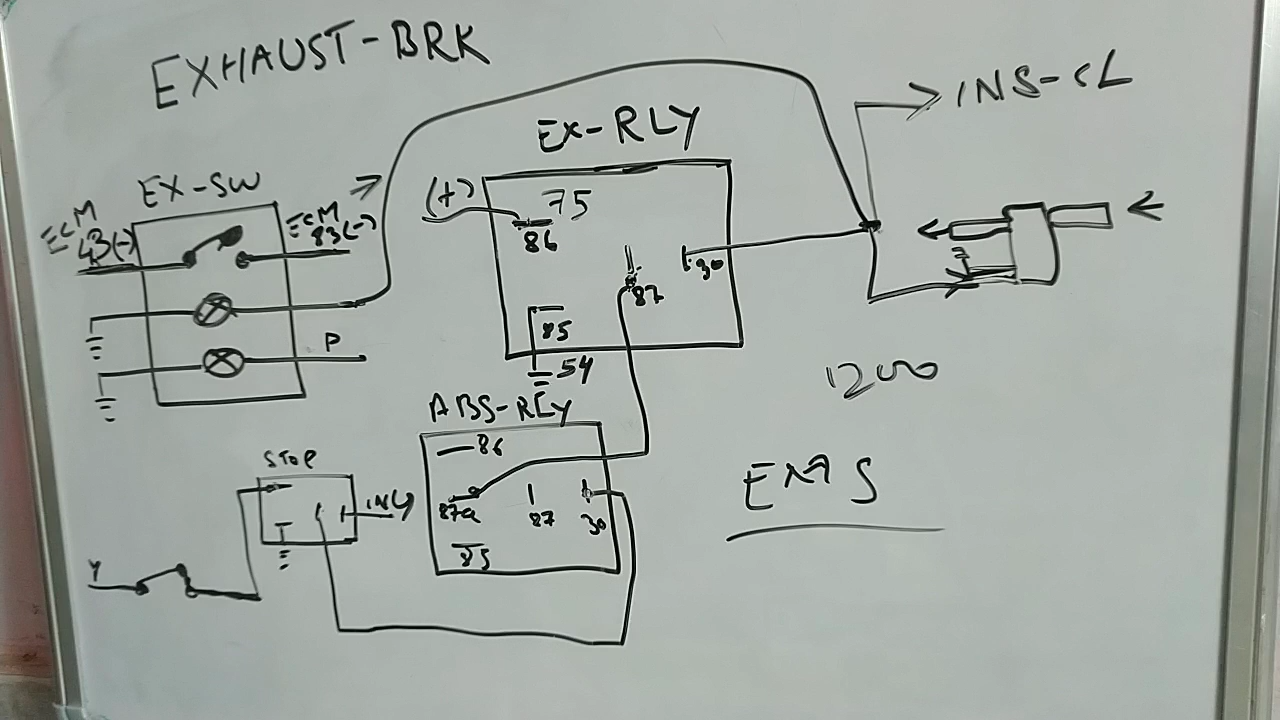 EXHAUST-BRK
INS-CL
EX-RLY
EX-SW
ECM
43(-)
ECM
83(-)
(+)
75
86
30
87
85
54
P
1200
ABS-RLY
86
STOP
87a
87
30
85
Y